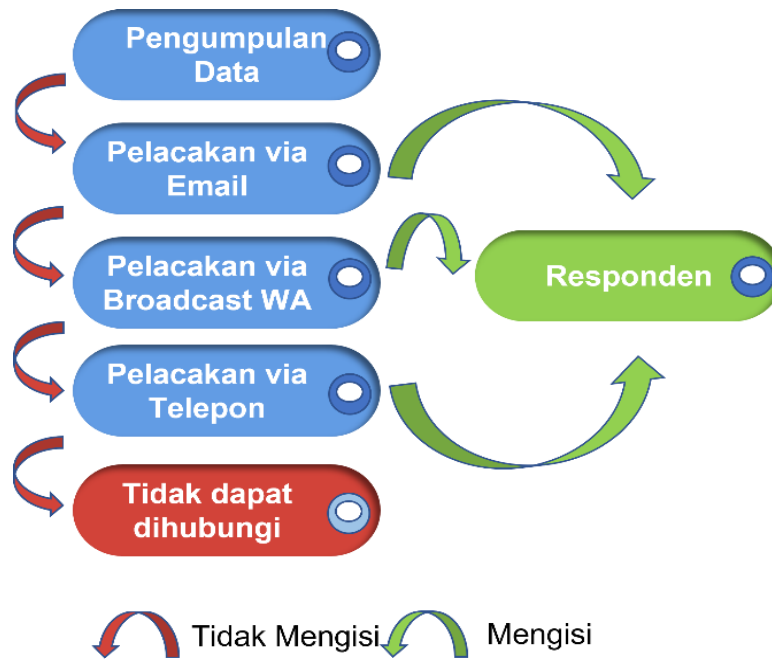 Pengumpulan
Data
Pelacakan via
Email
Pelacakan via
Broadcast WA
Responden
Pelacakan via
Telepon
Tidak dapat
dihubungi
Tidak Mengisi
Mengisi